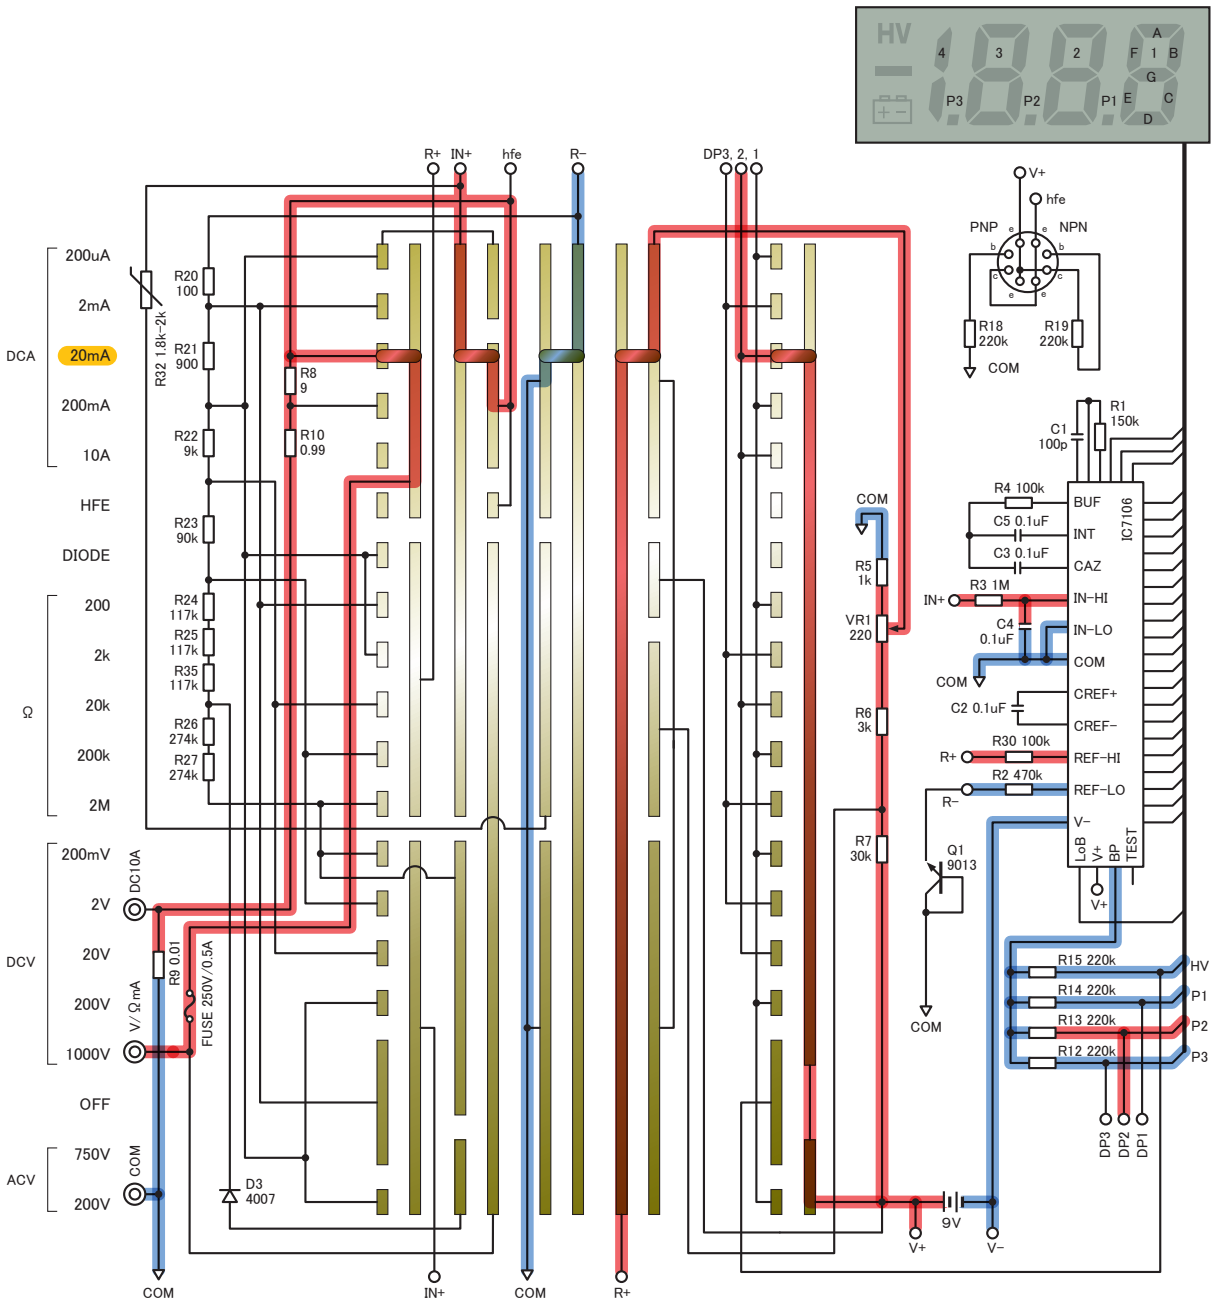 HV
4 3 2 F A 1 B
G
P3 P2 P1 E C
D
R+ IN+ hfe R- DP3, 2, 1
V+
hfe
PNP NPN
e e
b b
c c
e e
R18
220k
R19
220k
COM
DCA
200uA
2mA
20mA
200mA
10A
HFE
DIODE
Ω
200
2k
20k
200k
2M
DCV
200mV
2V
20V
200V
1000V
OFF
ACV
750V
200V
R32 1.8k-2k
R20
100
R21
900
R22
9k
R23
90k
R24
117k
R25
117k
R35
117k
R26
274k
R27
274k
R8
9
R10
0.99
DC10A
R9 0.01
FUSE 250V/0.5A
V/ΩmA
COM
D3
4007
COM
IN+
COM
R+
COM
R5
1k
VR1
220
R6
3k
R7
30k
V+
9V
V-
C1
100p
R1
150k
IC7106
R4 100k
BUF
C5 0.1uF
INT
C3 0.1uF
CAZ
IN+
R3 1M
IN-HI
C4
0.1uF
IN-LO
COM
COM
CREF+
C2 0.1uF
CREF-
R30 100k
R+
REF-HI
R2 470k
R-
REF-LO
V-
LoB
V+
BP
TEST
V+
Q1
9013
COM
R15 220k
HV
R14 220k
P1
R13 220k
P2
R12 220k
P3
DP3
DP2
DP1